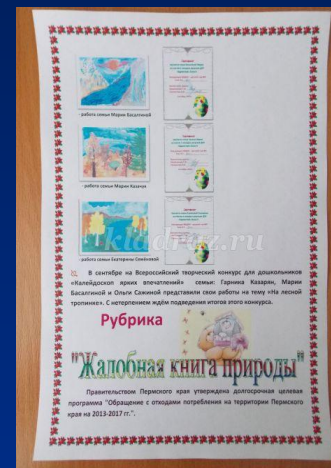 - работа семьи Марии Басалгиной
- работа семьи Марии Казачук
- работа семьи Екатерины Семёновой
В сентябре на Всероссийский творческий конкурс для дошкольников
«Калейдоскоп ярких впечатлений» семьи: Гарника Казарян, Марии
Басалгиной и Ольги Сажиной представили свои работы на тему «На лесной
тропинке». С нетерпением ждём подведения итогов этого конкурса.
Рубрика
"Жалобная книга природы"
Правительством Пермского края утверждена долгосрочная целевая
программа "Обращение с отходами потребления на территории Пермского
края на 2013-2017 гг.".
kladraz.ru